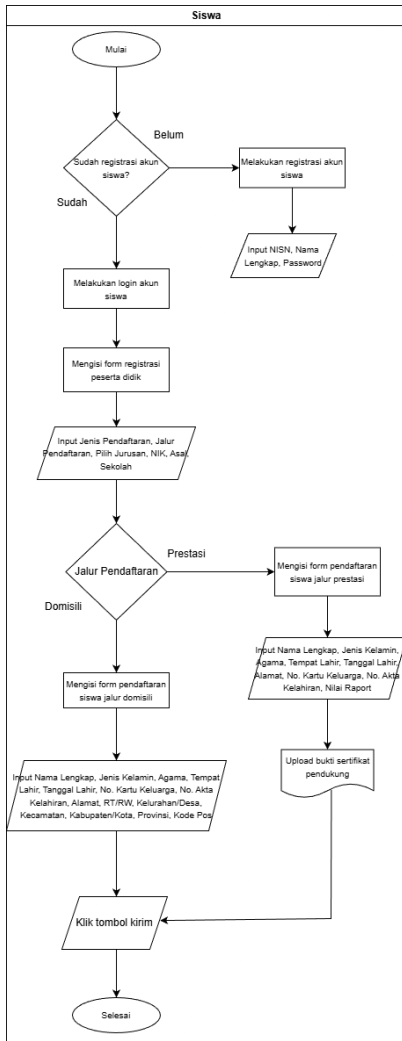 Siswa
Mulai
Sudah registrasi akun
siswa?
Belum
Sudah
Melakukan registrasi akun
siswa
Input NISN, Nama
Lengkap, Password
Melakukan login akun
siswa
Mengisi form registrasi
peserta didik
Input Jenis Pendaftaran, Jalur
Pendaftaran, Pilih Jurusan, NIK, Asal
Sekolah
Jalur Pendaftaran
Prestasi
Domisili
Mengisi form pendaftaran
siswa jalur prestasi
Input Nama Lengkap, Jenis Kelamin,
Agama, Tempat Lahir, Tanggal Lahir,
Alamat, No. Kartu Keluarga, No. Akta
Kelahiran, Nilai Raport
Upload bukti sertifikat
pendukung
Mengisi form pendaftaran
siswa jalur domisili
Input Nama Lengkap, Jenis Kelamin, Agama, Tempat
Lahir, Tanggal Lahir, No. Kartu Keluarga, No. Akta
Kelahiran, Alamat, RT/RW, Kelurahan/Desa,
Kecamatan, Kabupaten/Kota, Provinsi, Kode Pos
Klik tombol kirim
Selesai